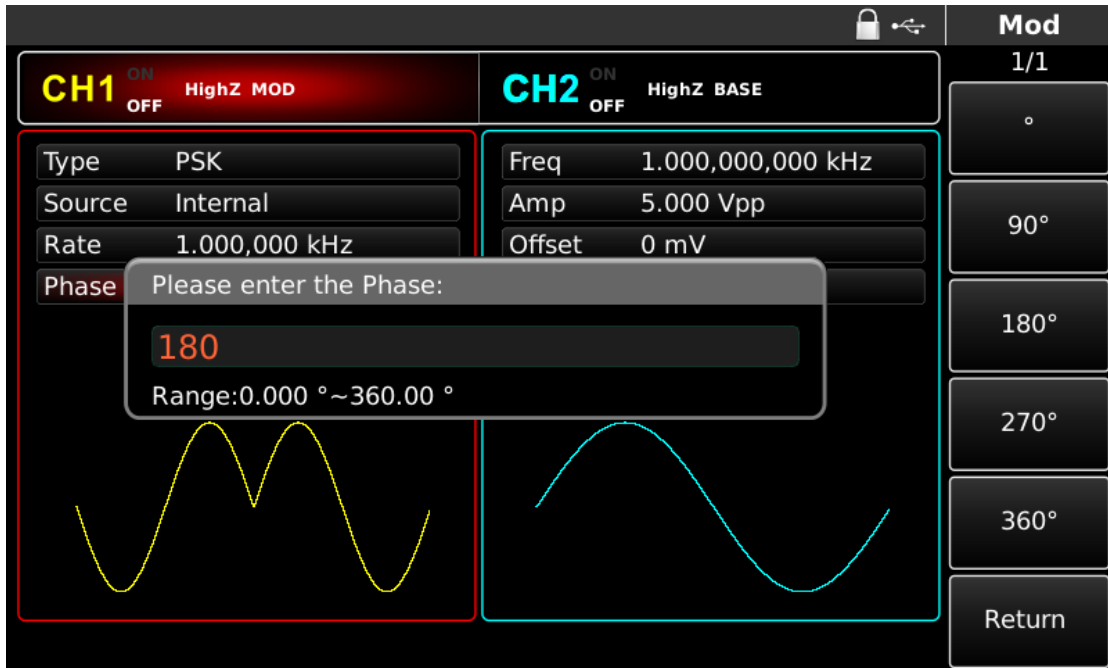 Mod
1/1
CH1 ON OFF HighZ MOD
CH2 ON OFF HighZ BASE
Type PSK
Source Internal
Rate 1.000,000 kHz
Phase
Freq 1.000,000,000 kHz
Amp 5.000 Vpp
Offset 0 mV
Please enter the Phase:
180
Range:0.000 °~360.00 °
°
90°
180°
270°
360°
Return